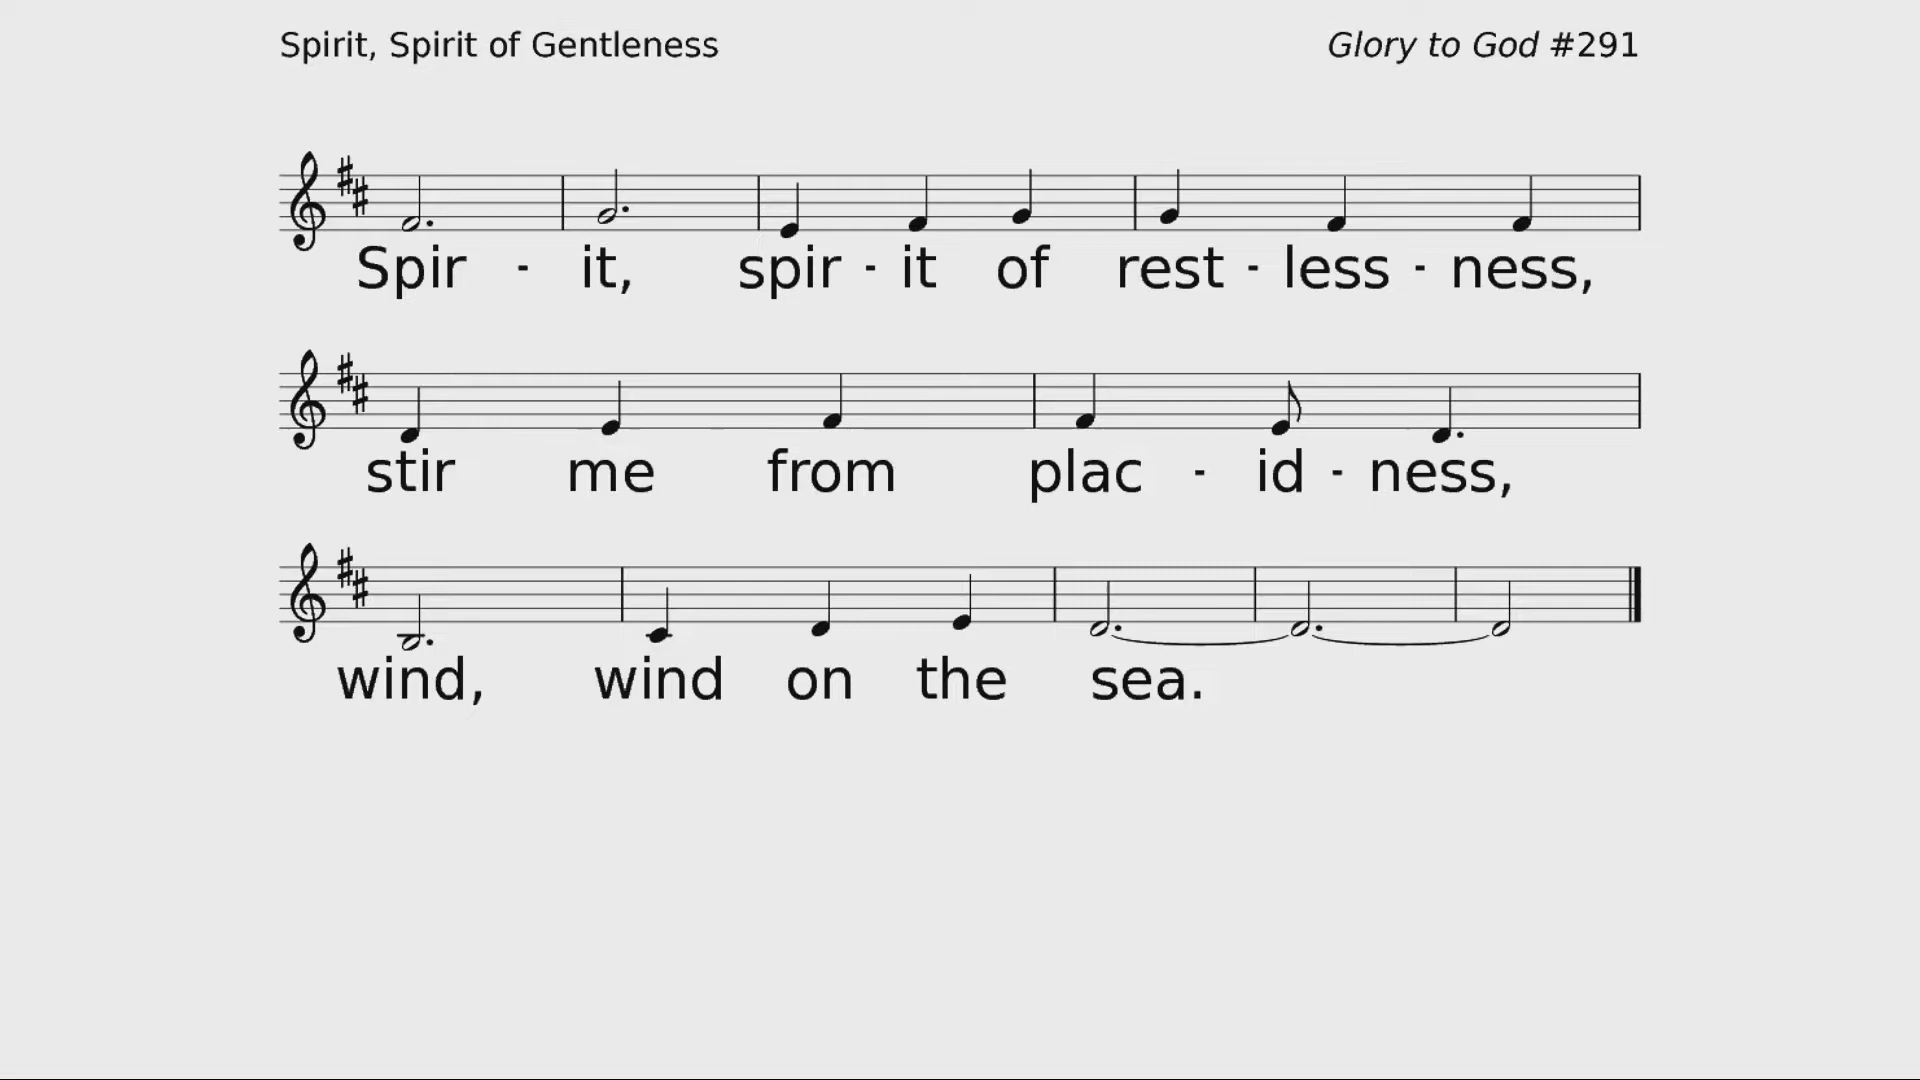 Spirit, Spirit of Gentleness Glory to God #291
Spir - it, spir - it of rest - less - ness,
stir me from plac - id - ness,
wind, wind on the sea.